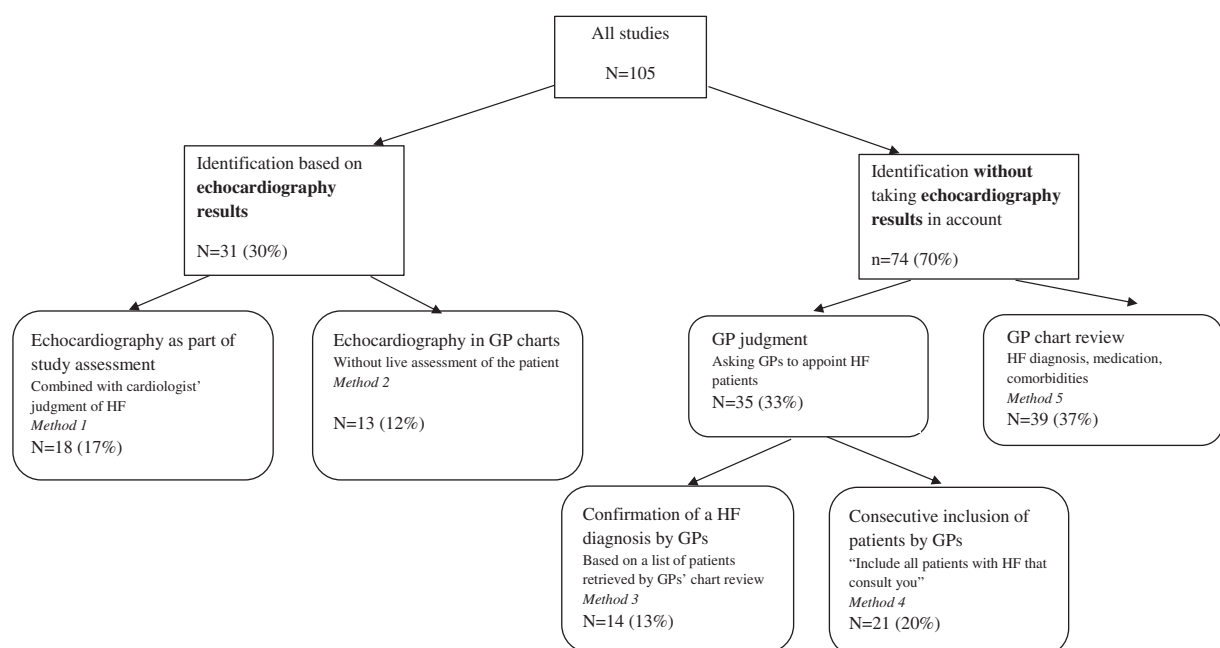 All studies
N=105
Identification based on
echocardiography
results
N=31 (30%)
Identification without
taking echocardiography
results in account
n=74 (70%)
Echocardiography as part of
study assessment
Combined with cardiologist’
judgment of HF
Method 1
N=18 (17%)
Echocardiography in GP charts
Without live assessment of the patient
Method 2
N=13 (12%)
GP judgment
Asking GPs to appoint HF
patients
N=35 (33%)
GP chart review
HF diagnosis, medication,
comorbidities
Method 5
N=39 (37%)
Confirmation of a HF
diagnosis by GPs
Based on a list of patients
retrieved by GPs’ chart review
Method 3
N=14 (13%)
Consecutive inclusion of
patients by GPs
“Include all patients with HF that
consult you”
Method 4
N=21 (20%)